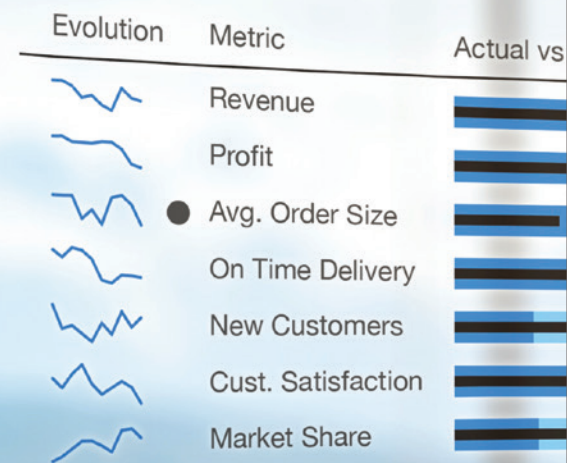 Evolution Metric Actual vs
Revenue
Profit
Avg. Order Size
On Time Delivery
New Customers
Cust. Satisfaction
Market Share